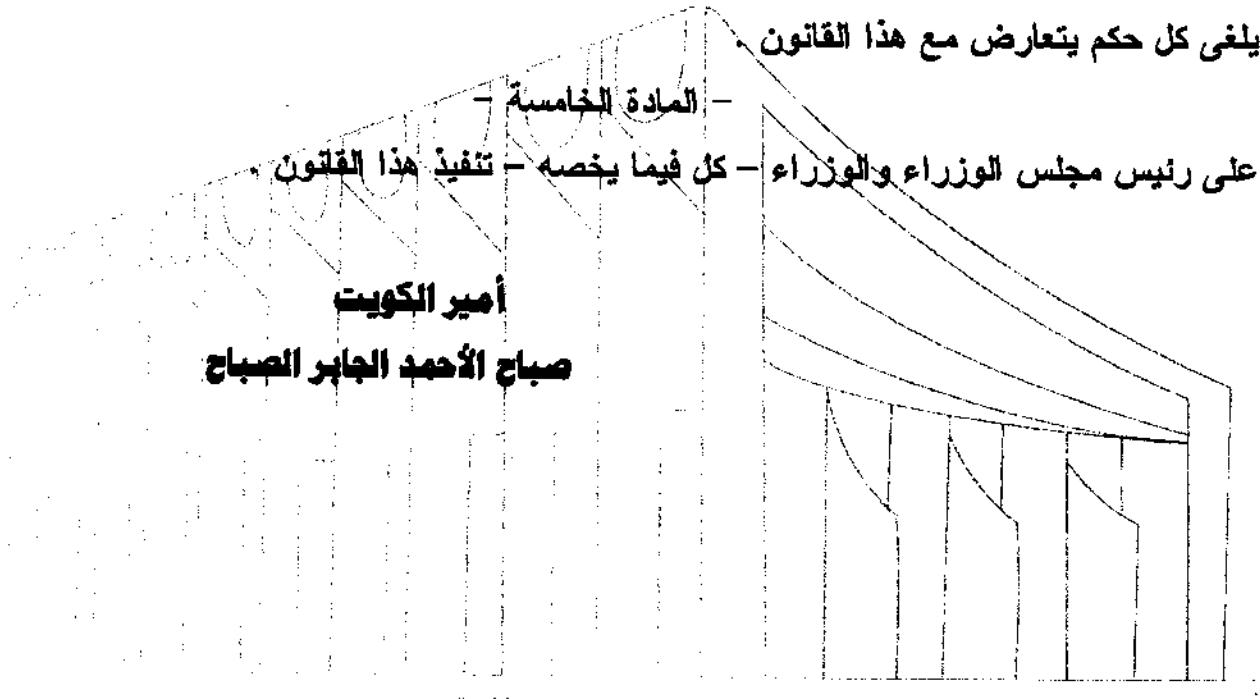 يلغى كل حكم يتعارض مع هذا القانون .
– المادة الخامسة –
على رئيس مجلس الوزراء والوزراء – كل فيما يخصه – تنفيذ هذا القانون .
أمير الكويت
صباح الأحمد الجابر الصباح